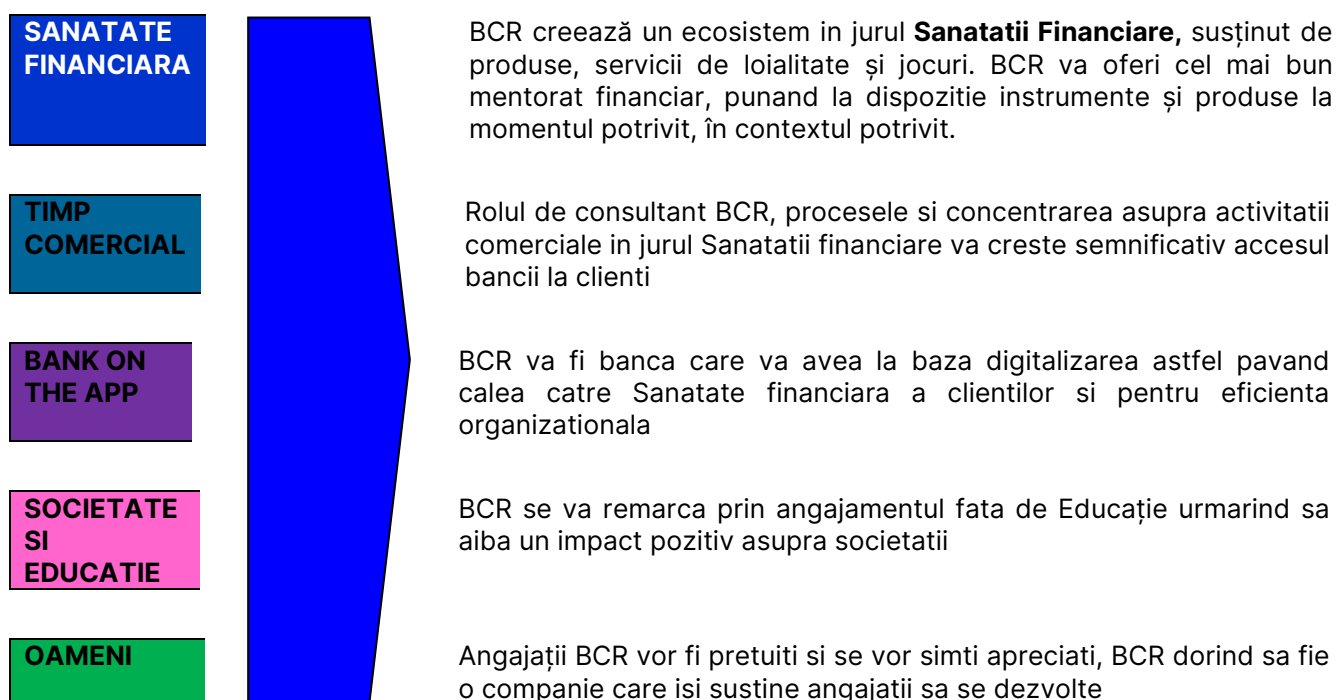 SANATATE
FINANCIARA
BCR creează un ecosistem in jurul Sanatatii Financiare, susținut de
produse, servicii de loialitate și jocuri. BCR va oferi cel mai bun
mentorat financiar, punand la dispozitie instrumente și produse la
momentul potrivit, în contextul potrivit.
TIMP
COMERCIAL
Rolul de consultant BCR, procesele si concentrarea asupra activitatii
comerciale in jurul Sanatatii financiare va creste semnificativ accesul
bancii la clienti
BANK ON
THE APP
BCR va fi banca care va avea la baza digitalizarea astfel pavand
calea catre Sanatate financiara a clientilor si pentru eficienta
organizationala
SOCIETATE
SI
EDUCATIE
BCR se va remarca prin angajamentul fata de Educație urmarind sa
aiba un impact pozitiv asupra societatii
OAMENI
Angajații BCR vor fi pretuiti si se vor simti apreciati, BCR dorind sa fie
o companie care isi sustine angajatii sa se dezvolte